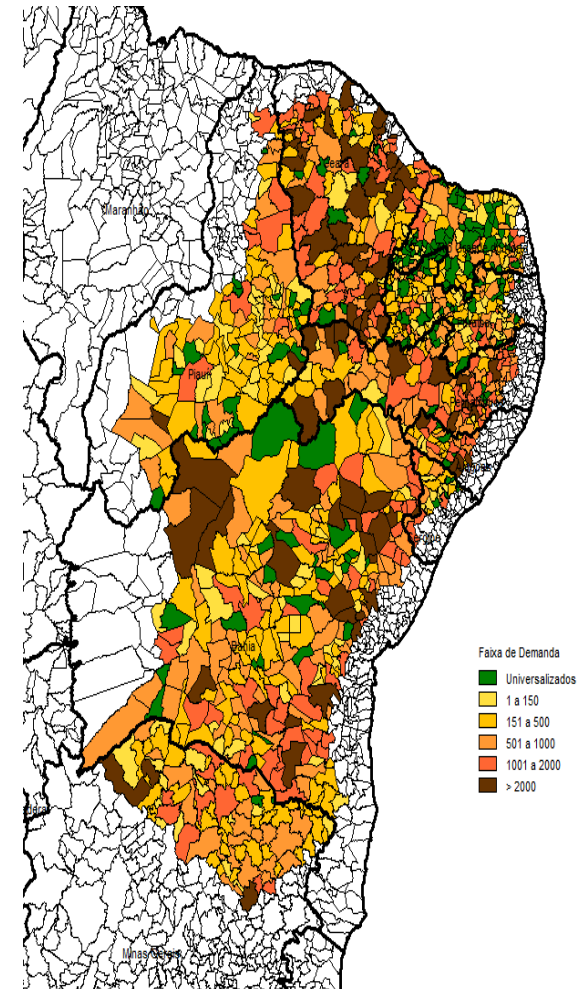 Ceará
Maranhão
Piauí
Bahia
Faixa de Demanda
Universalizados
1 a 150
151 a 500
501 a 1000
1001 a 2000
> 2000
Minas Gerais